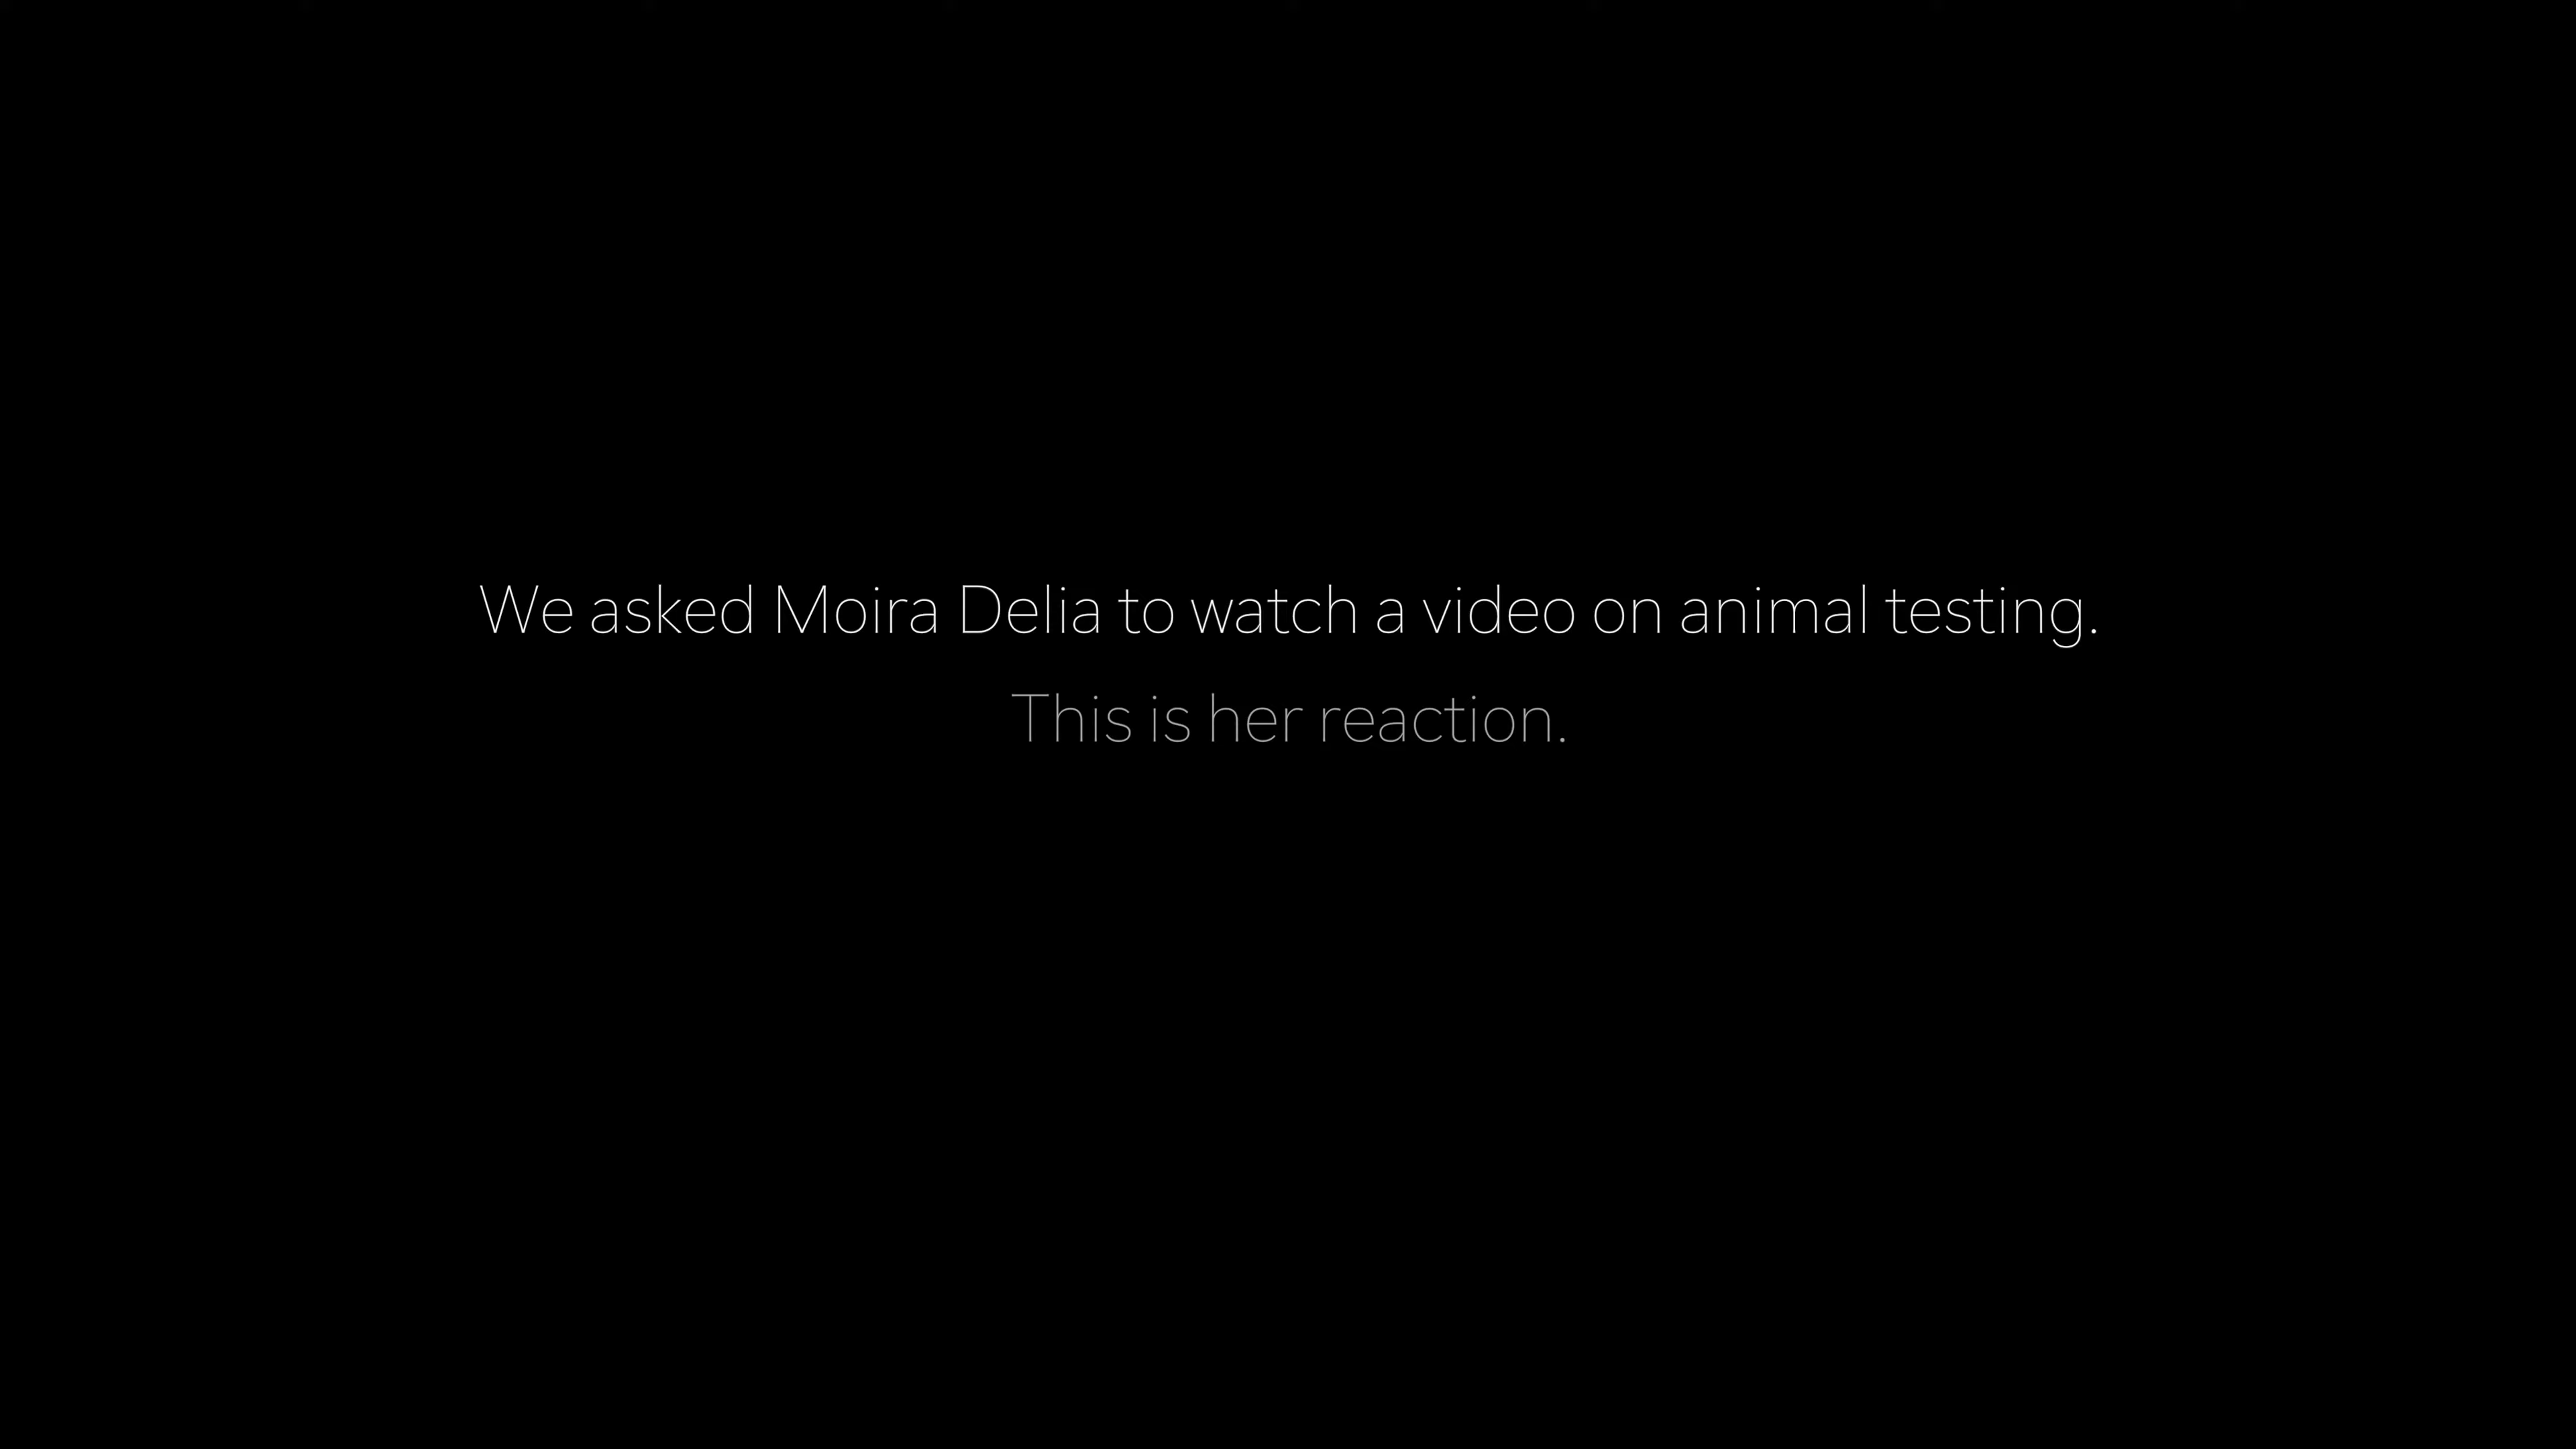 We asked Moira Delia to watch a video on animal testing.
This is her reaction.